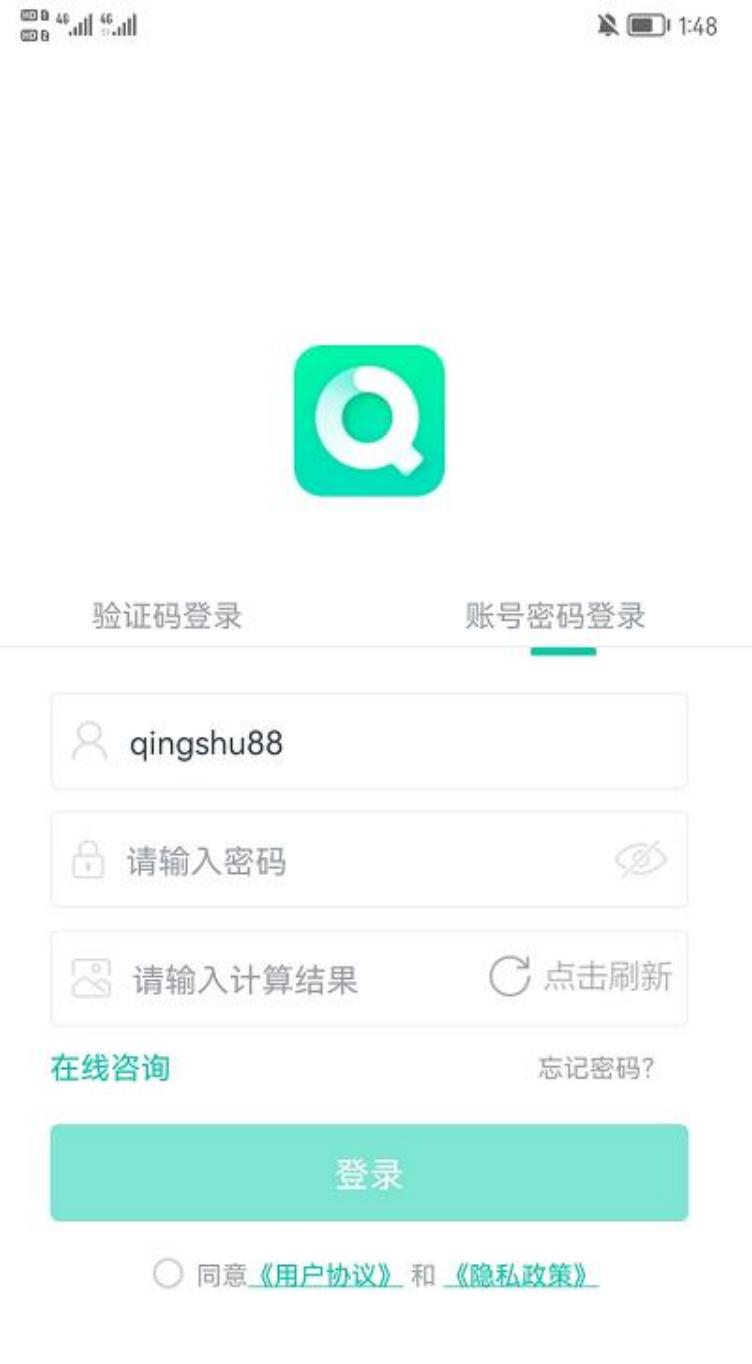 1:48
验证码登录 账号密码登录
qingshu88
请输入密码
请输入计算结果 点击刷新
在线咨询 忘记密码?
登录
同意《用户协议》 和 《隐私政策》